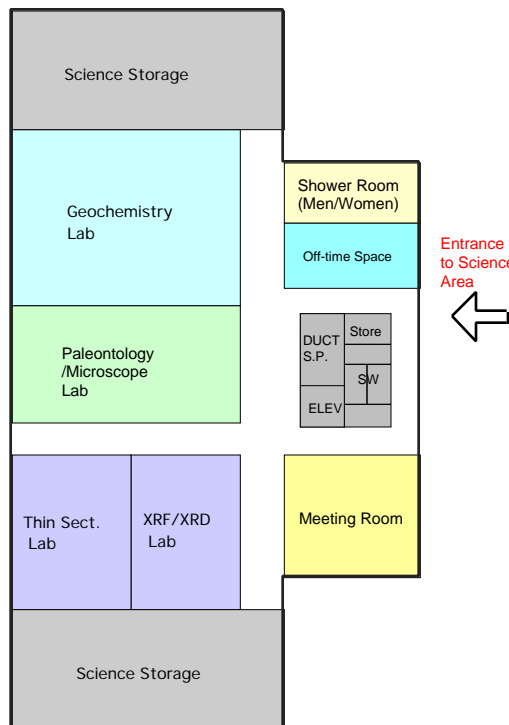 Science Storage
Shower Room
(Men/Women)
Geochemistry
Lab
Off-time Space
Entrance
to Science
Area
DUCT
S.P.
Store
Paleontology
/Microscope
Lab
SW
ELEV
Thin Sect.
Lab
XRF/XRD
Lab
Meeting Room
Science Storage